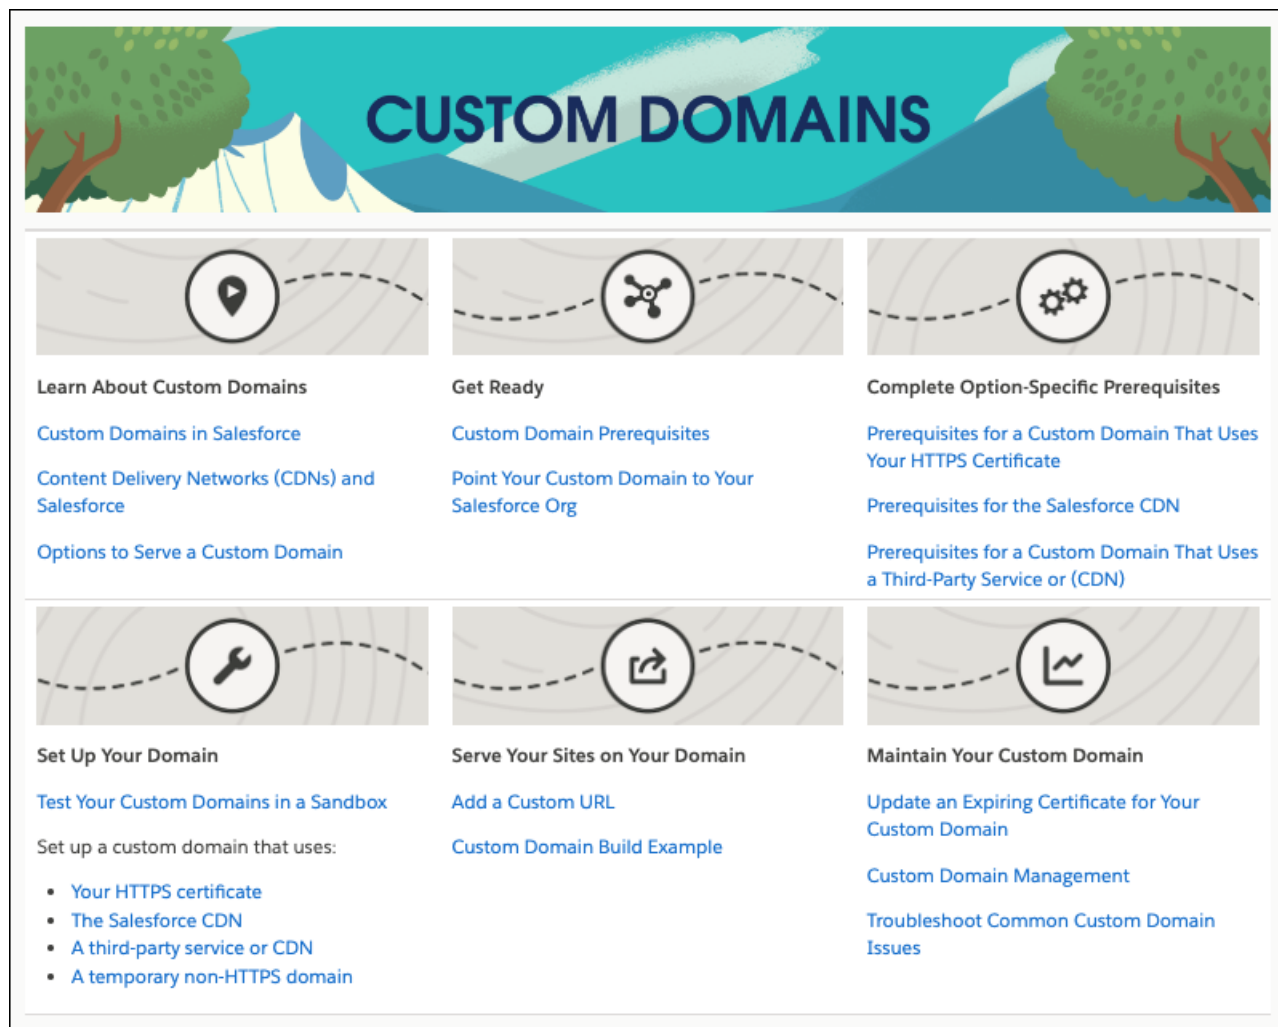 CUSTOM DOMAINS
Learn About Custom Domains
Custom Domains in Salesforce
Content Delivery Networks (CDNs) and
Salesforce
Options to Serve a Custom Domain
Get Ready
Custom Domain Prerequisites
Point Your Custom Domain to Your
Salesforce Org
Complete Option-Specific Prerequisites
Prerequisites for a Custom Domain That Uses
Your HTTPS Certificate
Prerequisites for the Salesforce CDN
Prerequisites for a Custom Domain That Uses
a Third-Party Service or (CDN)
Set Up Your Domain
Test Your Custom Domains in a Sandbox
Set up a custom domain that uses:
• Your HTTPS certificate
• The Salesforce CDN
• A third-party service or CDN
• A temporary non-HTTPS domain
Serve Your Sites on Your Domain
Add a Custom URL
Custom Domain Build Example
Maintain Your Custom Domain
Update an Expiring Certificate for Your
Custom Domain
Custom Domain Management
Troubleshoot Common Custom Domain
Issues